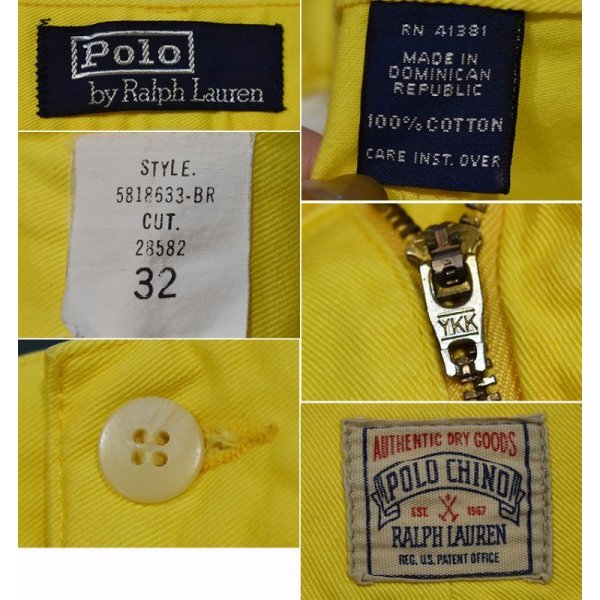 Polo
by Ralph Lauren
RN 41381
MADE IN
DOMINICAN
REPUBLIC
100% COTTON
CARE INST. OVER
STYLE.
5818633-BR
CUT.
28582
32
YKK
AUTHENTIC DRY GOODS
POLO CHINO
EST. 1967
RALPH LAUREN
REG. U.S. PATENT OFFICE